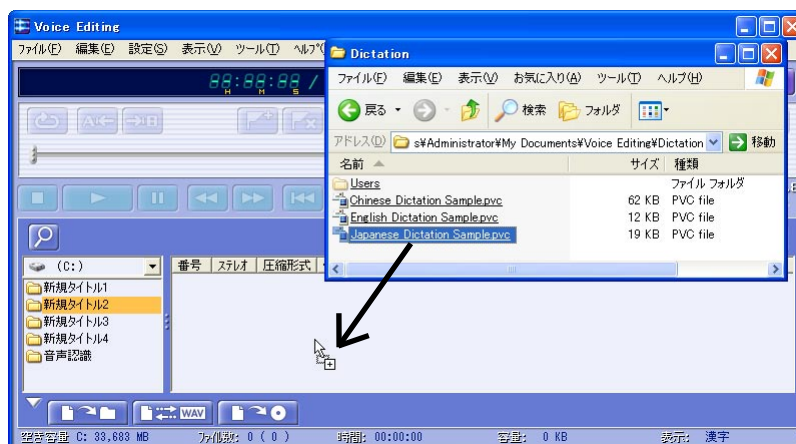 Voice Editing
ファイル(F) 編集(E) 設定(S) 表示(V) ツール(T) ヘルプ(
88:88:88 /
H M S
A⇐ ⇒B
Dictation
ファイル(F) 編集(E) 表示(V) お気に入り(A) ツール(T) ヘルプ(H)
戻る 検索 フォルダ
アドレス(D) s¥Administrator¥My Documents¥Voice Editing¥Dictation 移動
名前 サイズ 種類
Users ファイル フォルダ
Chinese Dictation Sample.pvc 62 KB PVC file
English Dictation Sample.pvc 12 KB PVC file
Japanese Dictation Sample.pvc 19 KB PVC file
(C:)
番号 ステレオ 圧縮形式
新規タイトル1
新規タイトル2
新規タイトル3
新規タイトル4
音声認識
WAV
空き容量 C: 33,683 MB ファイル数: 0 ( 0 ) 時間: 00:00:00 容量: 0 KB 表示: 漢字